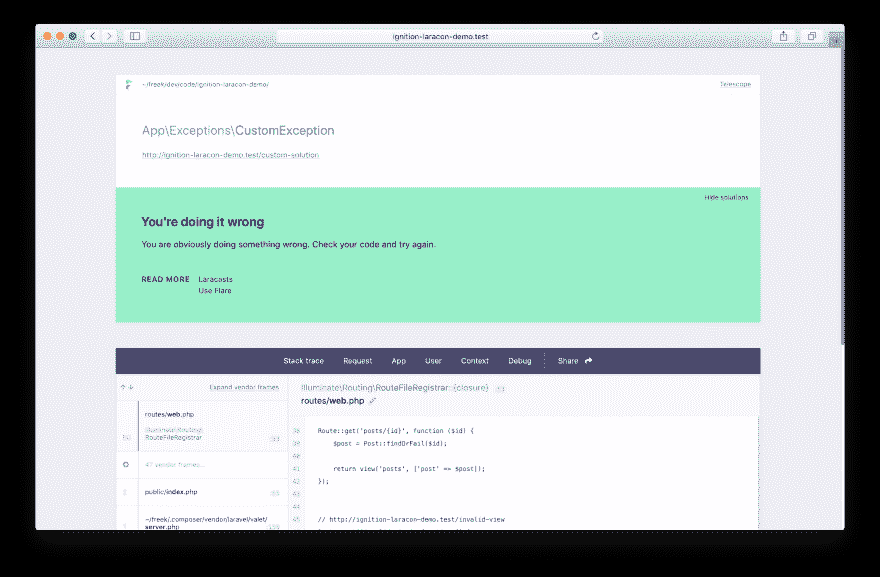 ignition-laracon-demo.test
~/freek/dev/code/ignition-laracon-demo/
Telescope
App\Exceptions\CustomException
http://ignition-laracon-demo.test/custom-solution
Hide solutions
You're doing it wrong
You are obviously doing something wrong. Check your code and try again.
READ MORE Laracasts
Use Flare
Stack trace Request App User Context Debug Share
Expand vendor frames
Illuminate\Routing\RouteFileRegistrar::{closure}
routes/web.php
routes/web.php
Illuminate\Routing\
RouteFileRegistrar
47 vendor frames…
public/index.php
~/freek/.composer/vendor/laravel/valet/
server.php
38 Route::get('posts/{id}', function ($id) {
39 $post = Post::findOrFail($id);
40
41 return view('posts', ['post' == $post]);
42 });
43
44
45 // http://ignition-laracon-demo.test/invalid-view